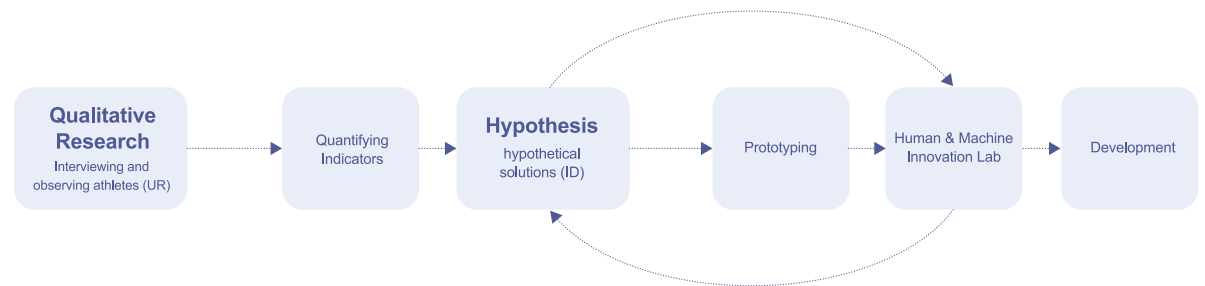 Qualitative
Research
Interviewing and
observing athletes (UR)
Quantifying
Indicators
Hypothesis
hypothetical
solutions (ID)
Prototyping
Human & Machine
Innovation Lab
Development